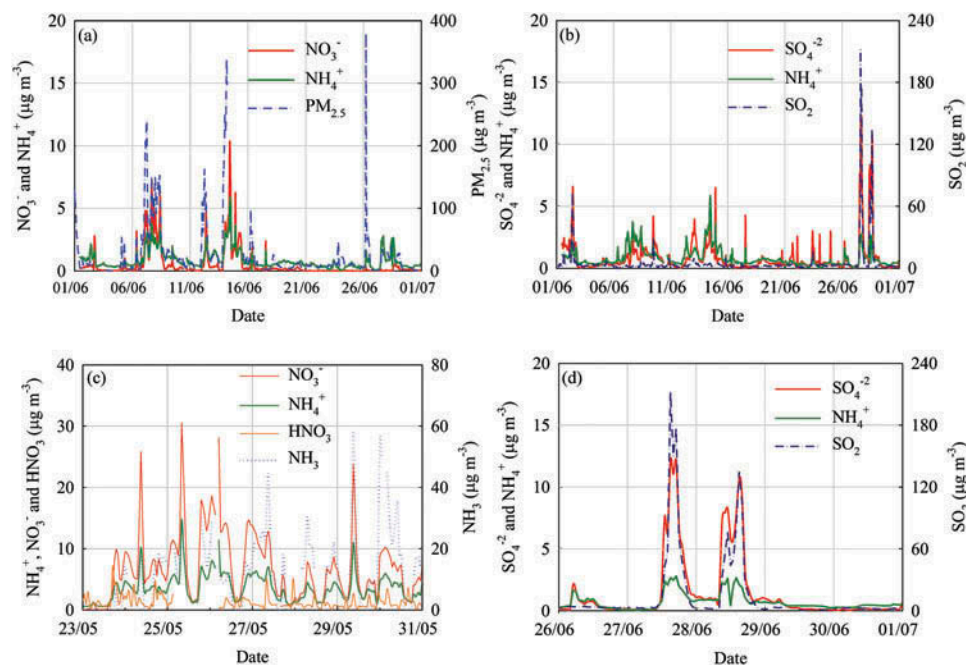 (a)
NO3-
NH4+
PM2.5
20
15
10
5
0
400
300
200
100
0
NO3- and NH4+ (µg m-3)
PM2.5 (µg m-3)
01/06 06/06 11/06 16/06 21/06 26/06 01/07
Date
(b)
SO4-2
NH4+
SO2
20
15
10
5
0
240
180
120
60
0
SO4-2 and NH4+ (µg m-3)
SO2 (µg m-3)
01/06 06/06 11/06 16/06 21/06 26/06 01/07
Date
(c)
NO3-
NH4+
HNO3
NH3
40
30
20
10
0
80
60
40
20
0
NH4+, NO3- and HNO3 (µg m-3)
NH3 (µg m-3)
23/05 25/05 27/05 29/05 31/05
Date
(d)
SO4-2
NH4+
SO2
20
15
10
5
0
240
180
120
60
0
SO4-2 and NH4+ (µg m-3)
SO2 (µg m-3)
26/06 27/06 28/06 29/06 30/06 01/07
Date